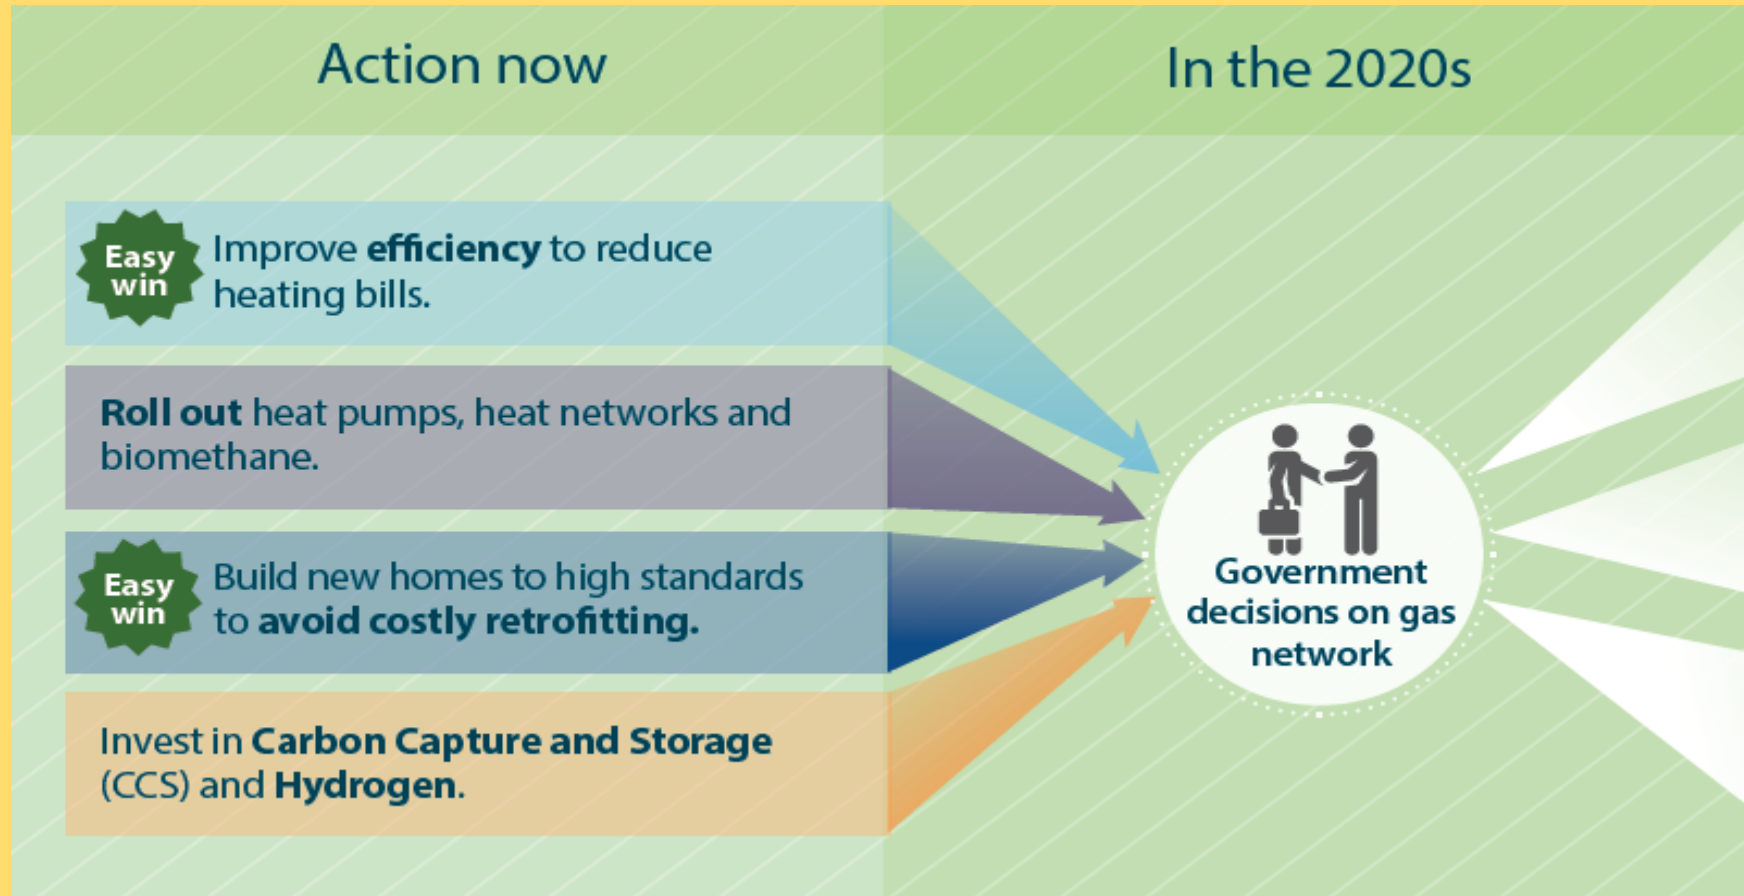 Action now
In the 2020s
Easy
win
Improve efficiency to reduce
heating bills.
Roll out heat pumps, heat networks and
biomethane.
Easy
win
Build new homes to high standards
to avoid costly retrofitting.
Invest in Carbon Capture and Storage
(CCS) and Hydrogen.
Government
decisions on gas
network